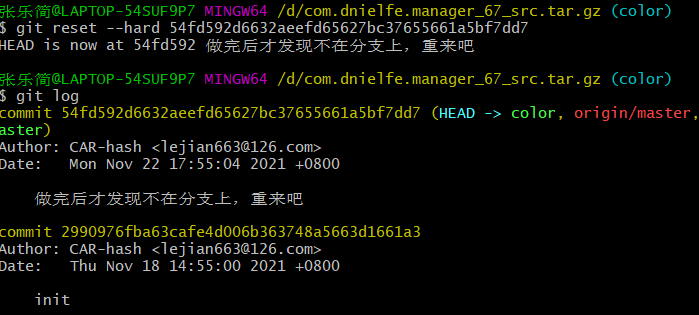 张乐简@LAPTOP-54SUF9P7 MINGW64 /d/com.dnielfe.manager_67_src.tar.gz (color)
$ git reset --hard 54fd592d6632aeefd65627bc37655661a5bf7dd7
HEAD is now at 54fd592 做完后才发现不在分支上，重来吧
张乐简@LAPTOP-54SUF9P7 MINGW64 /d/com.dnielfe.manager_67_src.tar.gz (color)
$ git log
commit 54fd592d6632aeefd65627bc37655661a5bf7dd7 (HEAD -> color, origin/master,
aster)
Author: CAR-hash <lejian663@126.com>
Date:   Mon Nov 22 17:55:04 2021 +0800
做完后才发现不在分支上，重来吧
commit 2990976fba63cafe4d006b363748a5663d1661a3
Author: CAR-hash <lejian663@126.com>
Date:   Thu Nov 18 14:55:00 2021 +0800
init